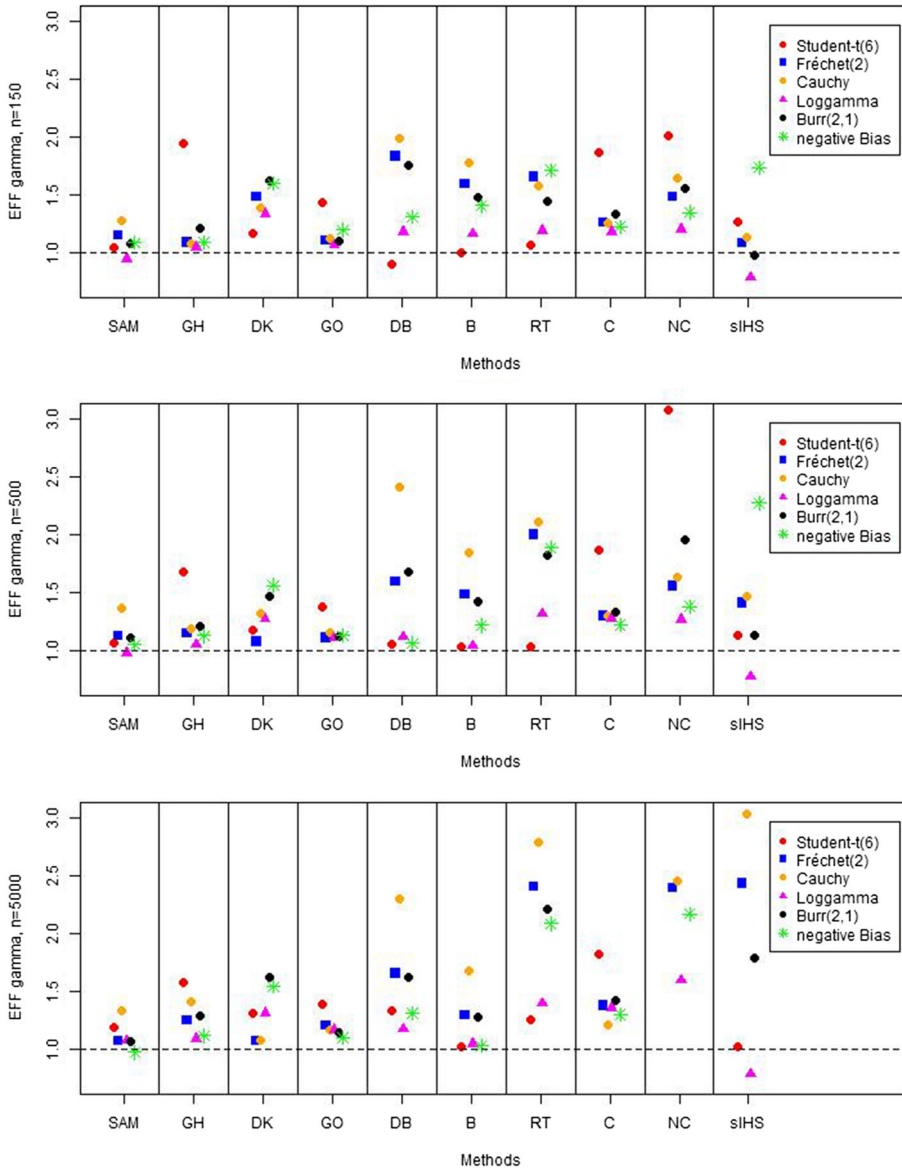 EFF gamma, n=150
3.0
2.5
2.0
1.5
1.0
Student-t(6)
Fréchet(2)
Cauchy
Loggamma
Burr(2,1)
negative Bias
SAM GH DK GO DB B RT C NC sIHS
Methods
EFF gamma, n=500
3.0
2.5
2.0
1.5
1.0
Student-t(6)
Fréchet(2)
Cauchy
Loggamma
Burr(2,1)
negative Bias
SAM GH DK GO DB B RT C NC sIHS
Methods
EFF gamma, n=5000
3.0
2.5
2.0
1.5
1.0
Student-t(6)
Fréchet(2)
Cauchy
Loggamma
Burr(2,1)
negative Bias
SAM GH DK GO DB B RT C NC sIHS
Methods